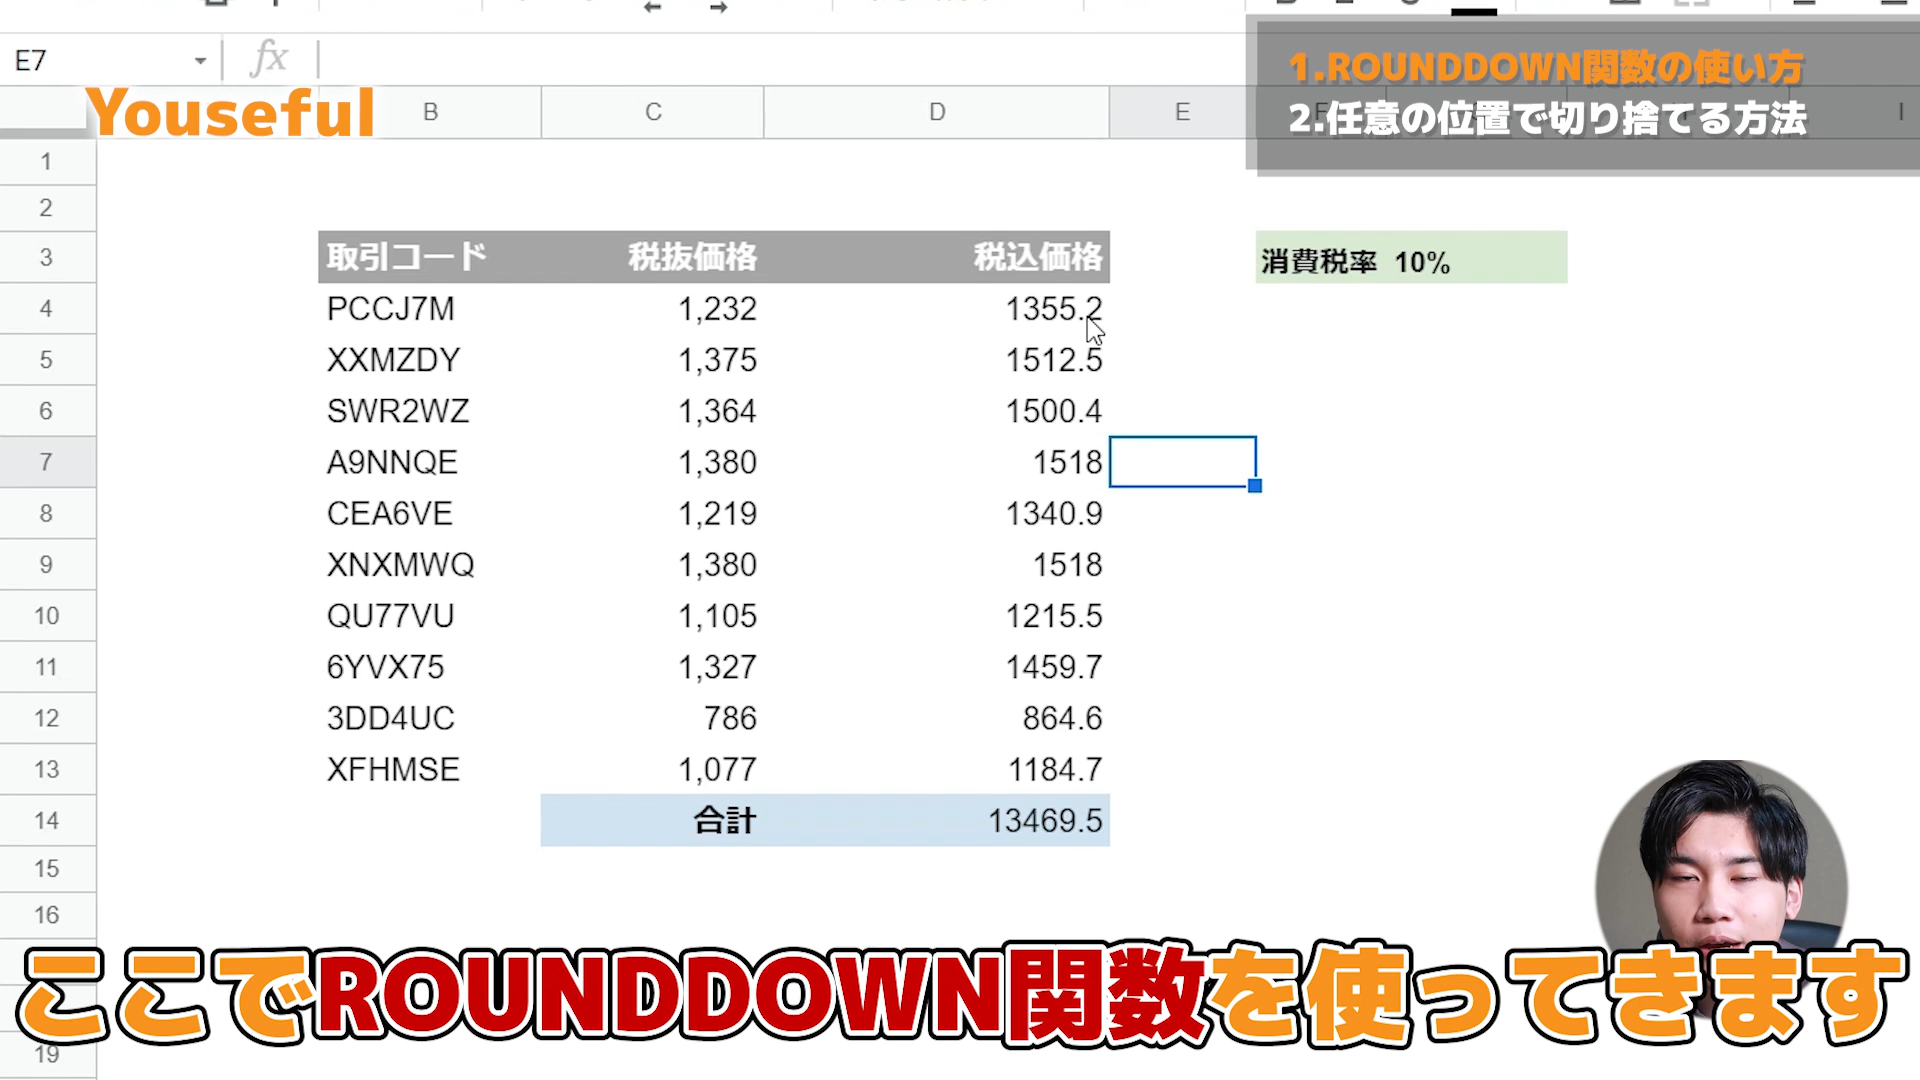 E7 fx
1.ROUNDDOWN関数の使い方
2.任意の位置で切り捨てる方法
Youseful
B C D E I
1
2
3 取引コード 税抜価格 税込価格 消費税率 10%
4 PCCJ7M 1,232 1355.2
5 XXMZDY 1,375 1512.5
6 SWR2WZ 1,364 1500.4
7 A9NNQE 1,380 1518
8 CEA6VE 1,219 1340.9
9 XNXMWQ 1,380 1518
10 QU77VU 1,105 1215.5
11 6YVX75 1,327 1459.7
12 3DD4UC 786 864.6
13 XFHMSE 1,077 1184.7
14 合計 13469.5
15
16
ここでROUNDDOWN関数を使ってきます
19